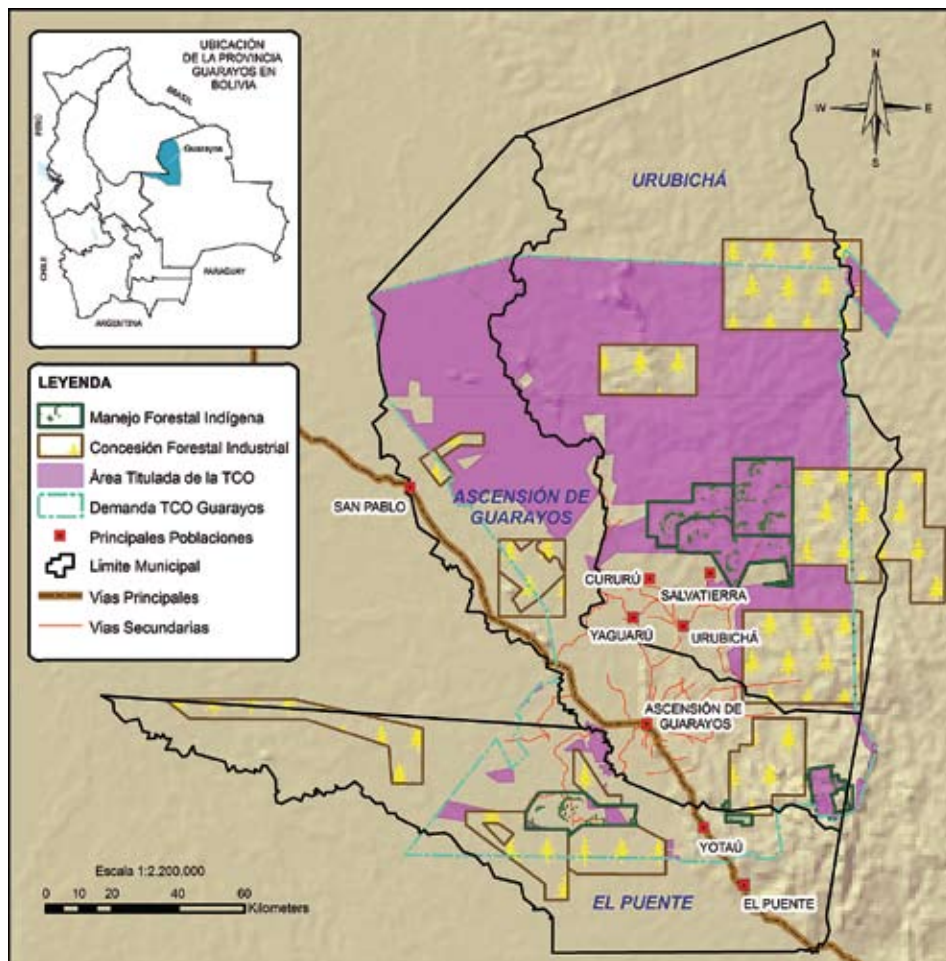 UBICACIÓN
DE LA PROVINCIA
GUARAYOS EN
BOLIVIA
BRASIL
PERÚ
Guarayos
CHILE
PARAGUAY
ARGENTINA
N
W
E
S
LEYENDA
Manejo Forestal Indígena
Concesión Forestal Industrial
Área Titulada de la TCO
Demanda TCO Guarayos
Principales Poblaciones
Límite Municipal
Vías Principales
Vías Secundarias
URUBICHÁ
SAN PABLO
ASCENSIÓN DE
GUARAYOS
CURURÚ
SALVATIERRA
YAGUARÚ
URUBICHÁ
ASCENSIÓN DE
GUARAYOS
YOTAÚ
EL PUENTE
EL PUENTE
Escala 1:2.200,000
0 10 20 40 60
Kilometers